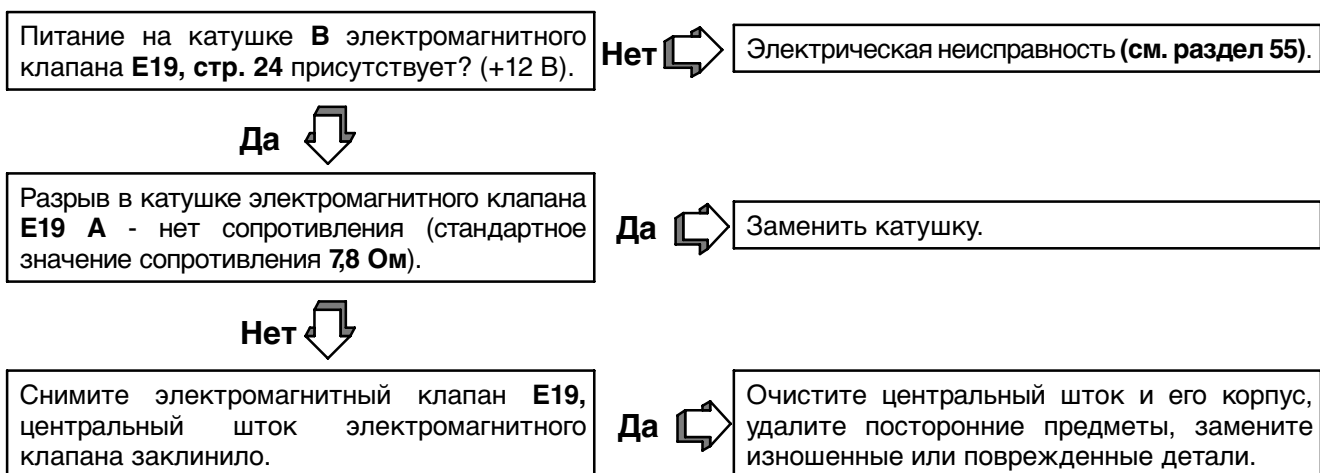 Питание на катушке В электромагнитного
клапана Е19, стр. 24 присутствует? (+12 В).
Нет
Электрическая неисправность (см. раздел 55).
Да
Разрыв в катушке электромагнитного клапана
Е19 А - нет сопротивления (стандартное
значение сопротивления 7,8 Ом).
Да
Заменить катушку.
Нет
Снимите электромагнитный клапан Е19,
центральный шток электромагнитного
клапана заклинило.
Да
Очистите центральный шток и его корпус,
удалите посторонние предметы, замените
изношенные или поврежденные детали.